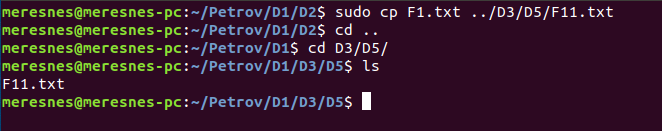 meresnes@meresnes-pc:~/Petrov/D1/D2$ sudo cp F1.txt ../D3/D5/F11.txt
meresnes@meresnes-pc:~/Petrov/D1/D2$ cd ..
meresnes@meresnes-pc:~/Petrov/D1$ cd D3/D5/
meresnes@meresnes-pc:~/Petrov/D1/D3/D5$ ls
F11.txt
meresnes@meresnes-pc:~/Petrov/D1/D3/D5$